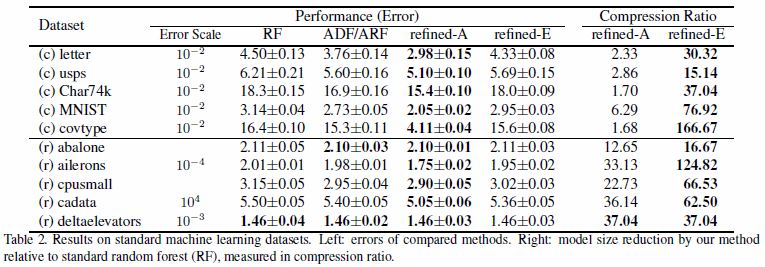 Dataset Performance (Error) Compression Ratio
Error Scale RF ADF/ARF refined-A refined-E refined-A refined-E
(c) letter 10⁻² 4.50±0.13 3.76±0.14 2.98±0.15 4.33±0.08 2.33 30.32
(c) usps 10⁻² 6.21±0.21 5.60±0.16 5.10±0.10 5.69±0.15 2.86 15.14
(c) Char74k 10⁻² 18.3±0.15 16.9±0.16 15.4±0.10 18.0±0.09 1.70 37.04
(c) MNIST 10⁻² 3.14±0.04 2.73±0.05 2.05±0.02 2.95±0.03 6.29 76.92
(c) covtype 10⁻² 16.4±0.10 15.3±0.11 4.11±0.04 15.6±0.08 1.68 166.67
(r) abalone 2.11±0.05 2.10±0.03 2.10±0.01 2.11±0.03 12.65 16.67
(r) ailerons 10⁻⁴ 2.01±0.01 1.98±0.01 1.75±0.02 1.95±0.02 33.13 124.82
(r) cpusmall 3.15±0.05 2.95±0.04 2.90±0.05 3.02±0.03 22.73 66.53
(r) cadata 10⁴ 5.50±0.05 5.40±0.05 5.05±0.06 5.36±0.05 36.14 62.50
(r) deltaelevators 10⁻³ 1.46±0.04 1.46±0.02 1.46±0.03 1.46±0.03 37.04 37.04
Table 2. Results on standard machine learning datasets. Left: errors of compared methods. Right: model size reduction by our method
relative to standard random forest (RF), measured in compression ratio.